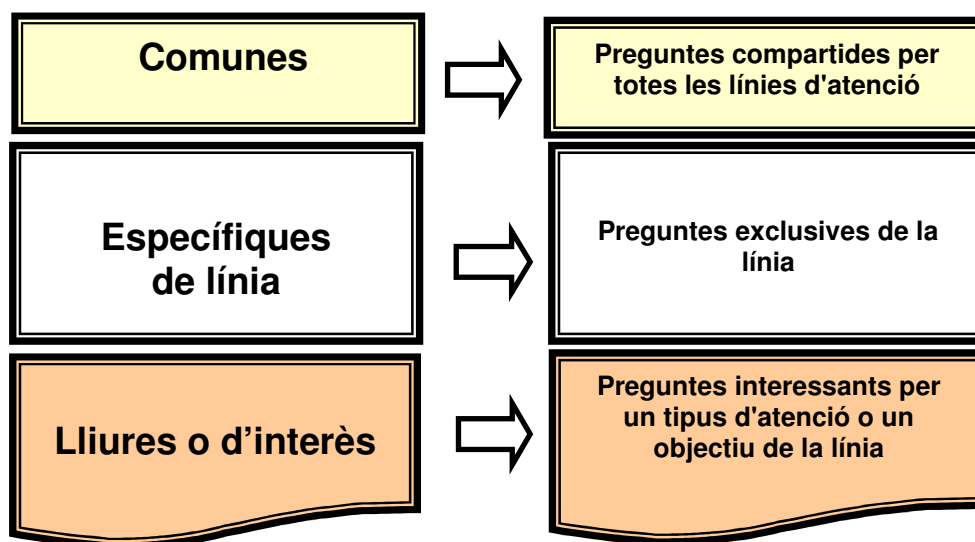 Comunes
Preguntes compartides per
totes les línies d'atenció
Específiques
de línia
Preguntes exclusives de la
línia
Lliures o d’interès
Preguntes interessants per
un tipus d'atenció o un
objectiu de la línia